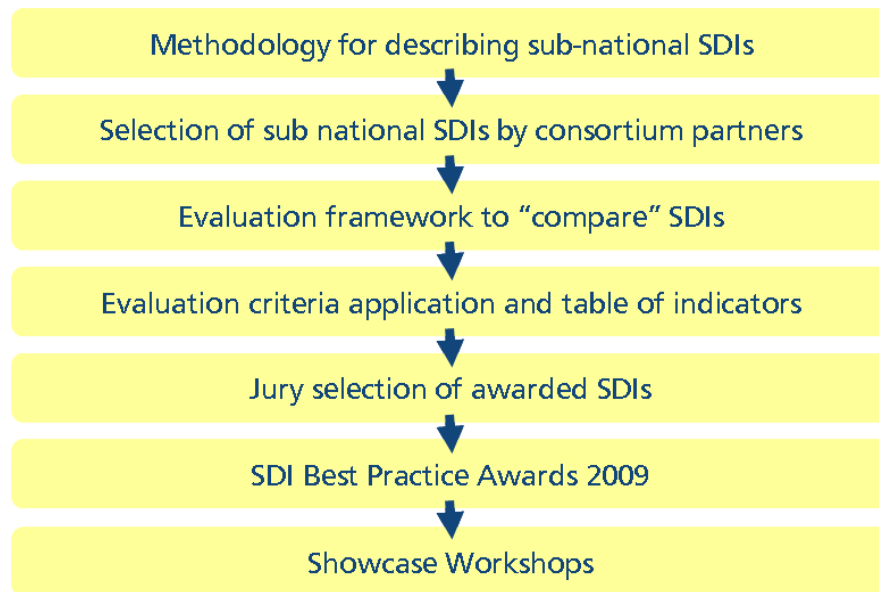 Methodology for describing sub-national SDIs
Selection of sub national SDIs by consortium partners
Evaluation framework to “compare” SDIs
Evaluation criteria application and table of indicators
Jury selection of awarded SDIs
SDI Best Practice Awards 2009
Showcase Workshops